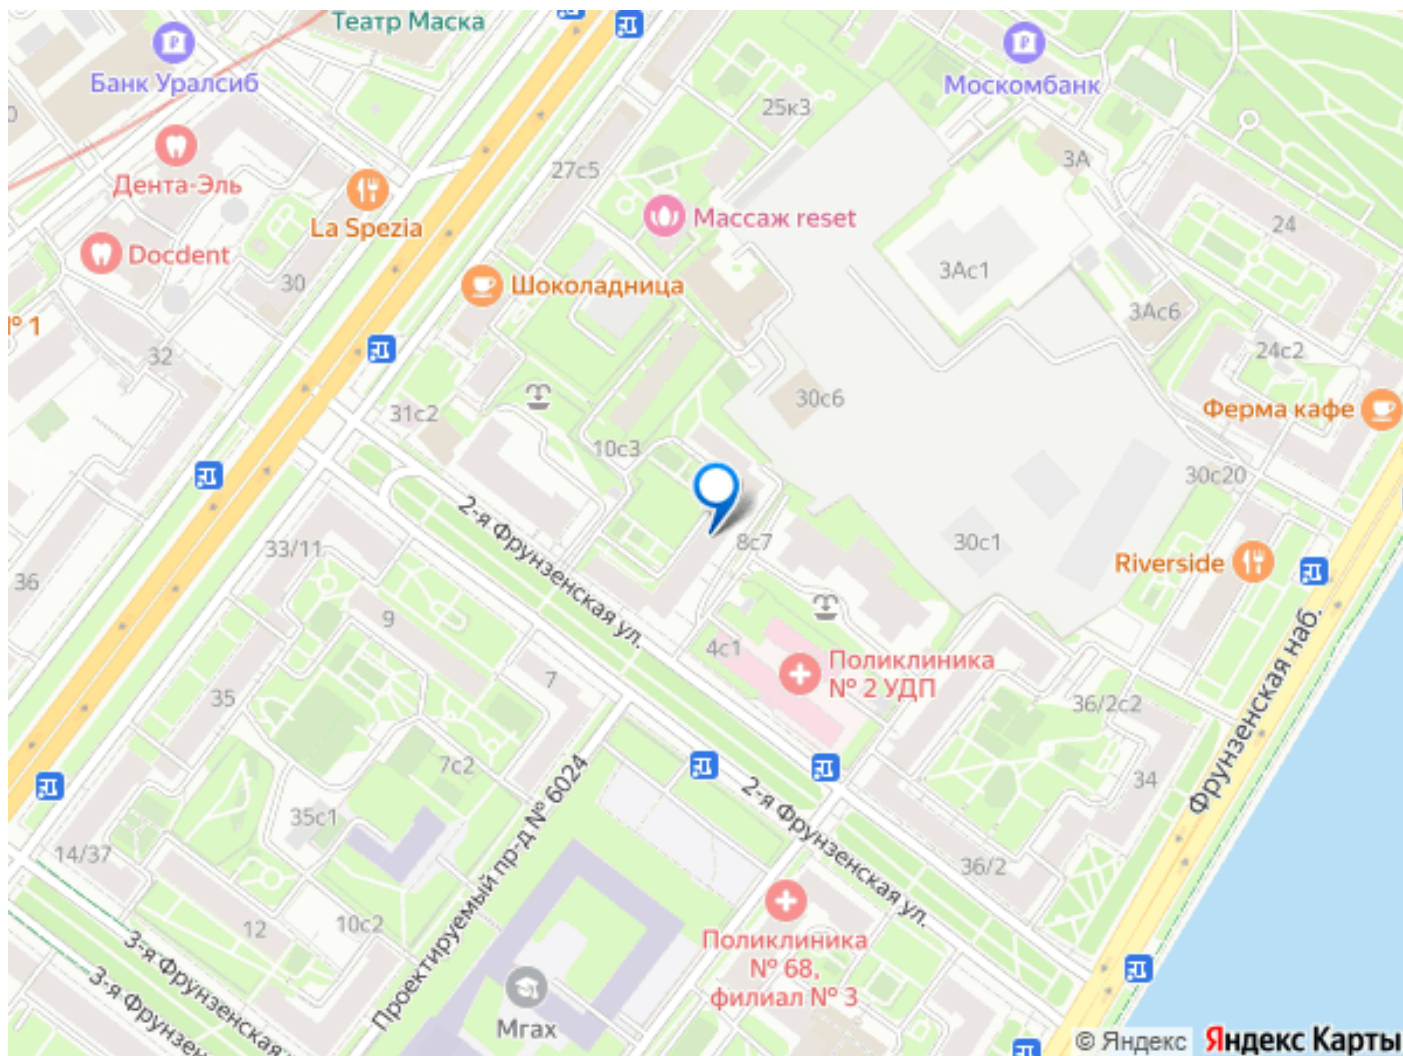 Театр Маска
Банк Уралсиб
Москомбанк
25к3
3А
27с5
Дента-Эль
La Spezia
Массаж reset
24
Docdent
30
Шоколадница
3Ас1
3Ас6
№ 1
32
24с2
31с2
30с6
Ферма кафе
10с3
30с20
2-я Фрунзенская ул.
33/11
8с7
30с1
Riverside
36
9
4с1
Поликлиника
№ 2 УДП
Фрунзенская наб.
35
7
36/2с2
7с2
34
Проектируемый пр-д № 6024
2-я Фрунзенская ул.
35с1
14/37
36/2
12
10с2
Поликлиника
№ 68,
филиал № 3
3-я Фрунзенская
3-я Фрунзен
Мгах
© Яндекс Яндекс Карты